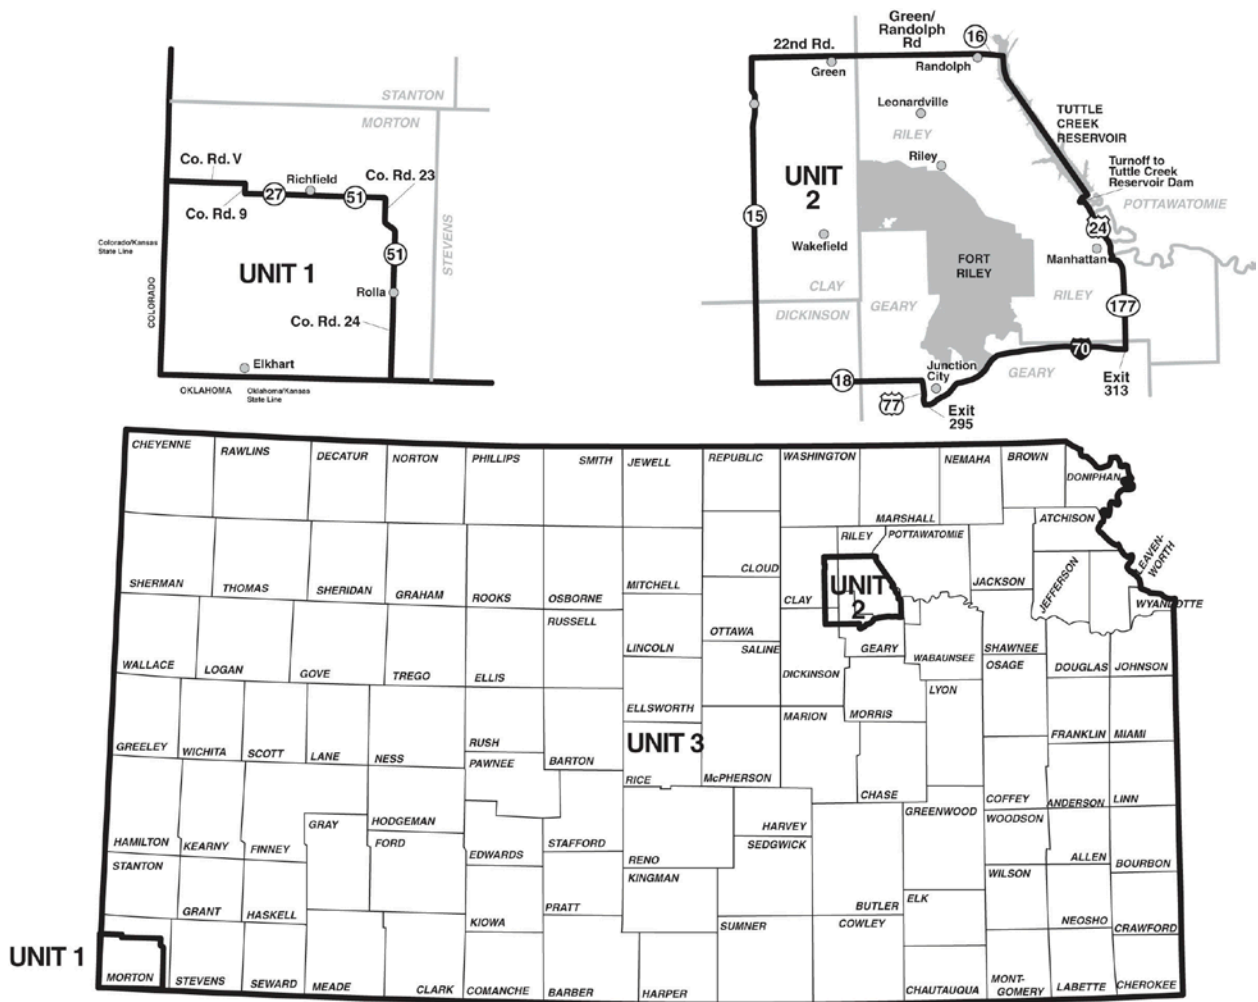 STANTON
MORTON
Co. Rd. V
Richfield
Co. Rd. 23
27
51
Co. Rd. 9
Colorado/Kansas
State Line
UNIT 1
51
STEVENS
COLORADO
Rolla
Co. Rd. 24
Elkhart
OKLAHOMA
Oklahoma/Kansas
State Line
Green/
Randolph
Rd
16
22nd Rd.
Green
Randolph
Leonardville
RILEY
TUTTLE
CREEK
RESERVOIR
Riley
UNIT
2
Turnoff to
Tuttle Creek
Reservoir Dam
POTTAWATOMIE
15
24
Wakefield
Manhattan
FORT
RILEY
CLAY
RILEY
DICKINSON
GEARY
177
70
Junction
City
GEARY
18
77
Exit
295
Exit
313
CHEYENNE
RAWLINS
DECATUR
NORTON
PHILLIPS
SMITH
JEWELL
REPUBLIC
WASHINGTON
NEMAHA
BROWN
DONIPHAN
MARSHALL
ATCHISON
RILEY
POTTAWATOMIE
LEAVEN-
WORTH
SHERMAN
THOMAS
SHERIDAN
GRAHAM
ROOKS
OSBORNE
MITCHELL
CLOUD
CLAY
UNIT
2
JACKSON
JEFFERSON
WYANDOTTE
RUSSELL
OTTAWA
WALLACE
LOGAN
GOVE
TREGO
ELLIS
LINCOLN
SALINE
DICKINSON
GEARY
WABAUNSEE
SHAWNEE
OSAGE
DOUGLAS
JOHNSON
ELLSWORTH
MARION
MORRIS
LYON
GREELEY
WICHITA
SCOTT
LANE
NESS
RUSH
BARTON
UNIT 3
FRANKLIN
MIAMI
PAWNEE
RICE
McPHERSON
CHASE
COFFEY
ANDERSON
LINN
HAMILTON
KEARNY
FINNEY
GRAY
HODGEMAN
FORD
EDWARDS
STAFFORD
RENO
HARVEY
SEDGWICK
GREENWOOD
WOODSON
ALLEN
BOURBON
STANTON
GRANT
HASKELL
KIOWA
PRATT
KINGMAN
BUTLER
ELK
WILSON
NEOSHO
CRAWFORD
SUMNER
COWLEY
UNIT 1
MORTON
STEVENS
SEWARD
MEADE
CLARK
COMANCHE
BARBER
HARPER
CHAUTAUQUA
MONT-
GOMERY
LABETTE
CHEROKEE